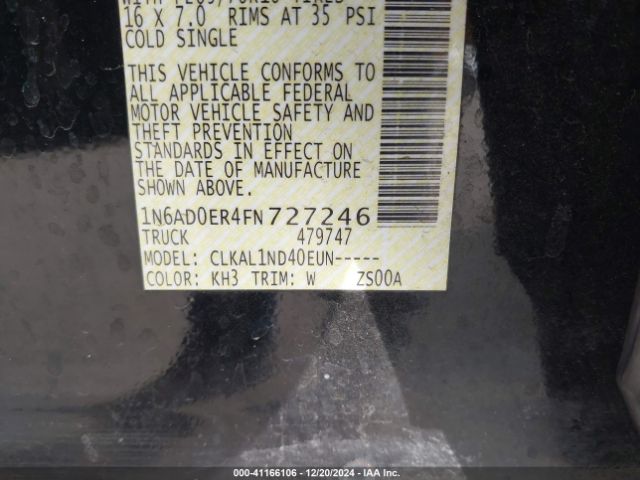 16 X 7.0 RIMS AT 35 PSI
COLD SINGLE
THIS VEHICLE CONFORMS TO
ALL APPLICABLE FEDERAL
MOTOR VEHICLE SAFETY AND
THEFT PREVENTION
STANDARDS IN EFFECT ON
THE DATE OF MANUFACTURE
SHOWN ABOVE.
1N6AD0ER4FN727246
TRUCK 479747
MODEL: CLKAL1ND40EUN-----
COLOR: KH3 TRIM: W ZS00A
000-41166106 - 12/20/2024 - IAA Inc.